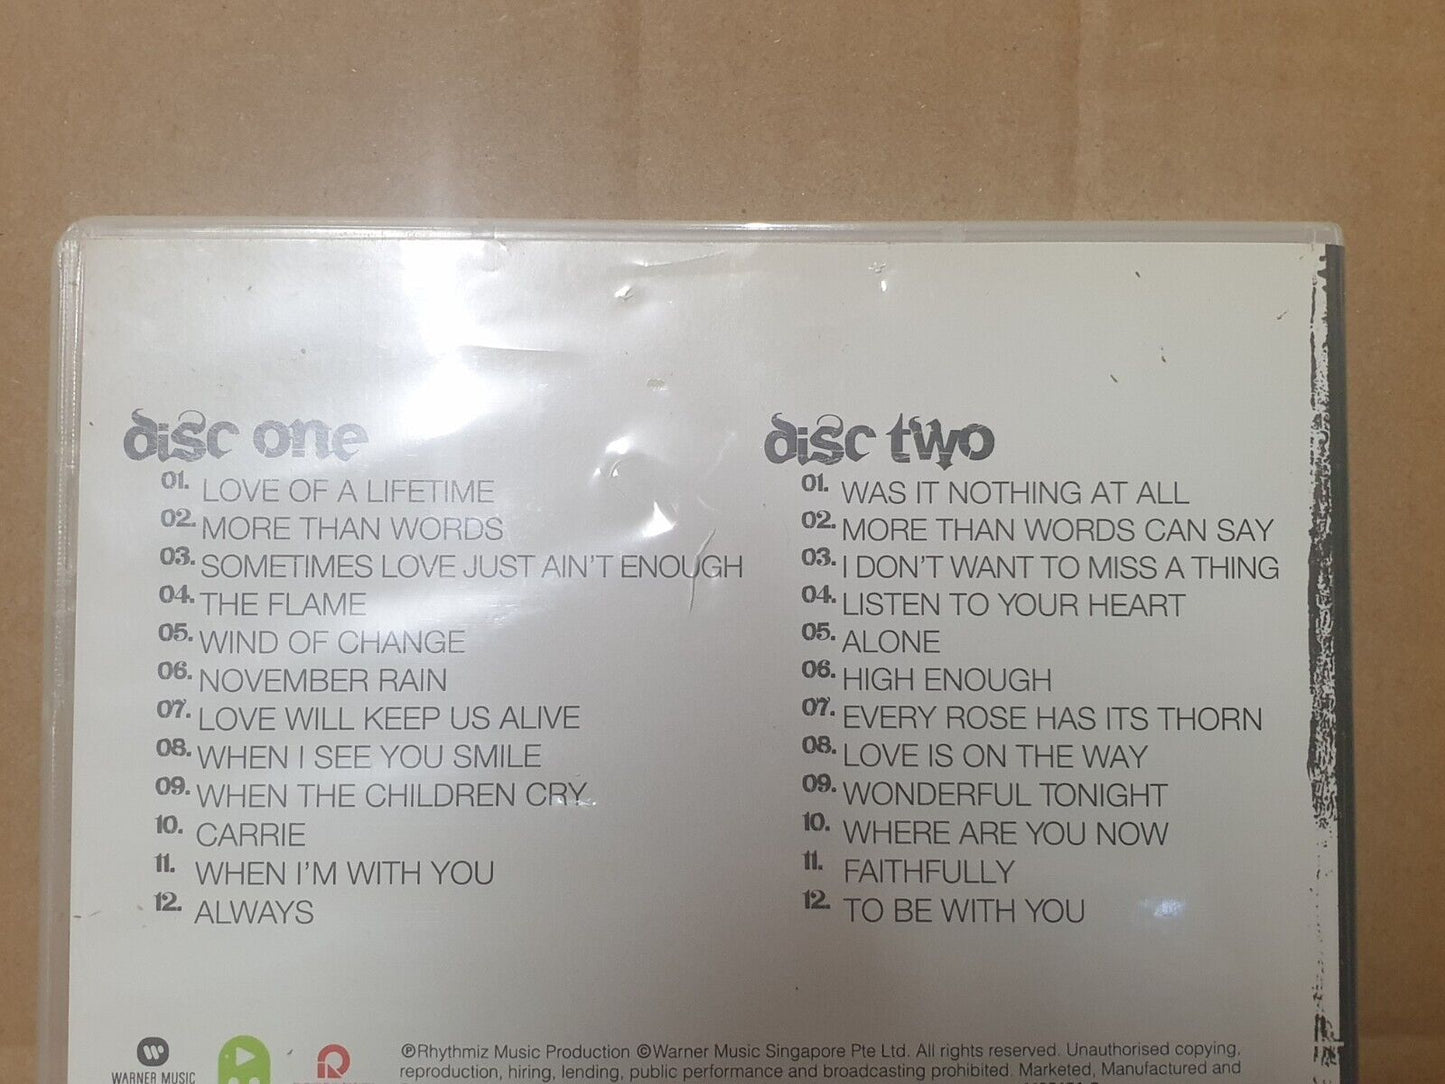 disc one
01. LOVE OF A LIFETIME
02. MORE THAN WORDS
03. SOMETIMES LOVE JUST AIN'T ENOUGH
04. THE FLAME
05. WIND OF CHANGE
06. NOVEMBER RAIN
07. LOVE WILL KEEP US ALIVE
08. WHEN I SEE YOU SMILE
09. WHEN THE CHILDREN CRY
10. CARRIE
11. WHEN I'M WITH YOU
12. ALWAYS
disc two
01. WAS IT NOTHING AT ALL
02. MORE THAN WORDS CAN SAY
03. I DON'T WANT TO MISS A THING
04. LISTEN TO YOUR HEART
05. ALONE
06. HIGH ENOUGH
07. EVERY ROSE HAS ITS THORN
08. LOVE IS ON THE WAY
09. WONDERFUL TONIGHT
10. WHERE ARE YOU NOW
11. FAITHFULLY
12. TO BE WITH YOU
WARNER MUSIC
℗Rhythmiz Music Production ©Warner Music Singapore Pte Ltd. All rights reserved. Unauthorised copying,
reproduction, hiring, lending, public performance and broadcasting prohibited. Marketed, Manufactured and